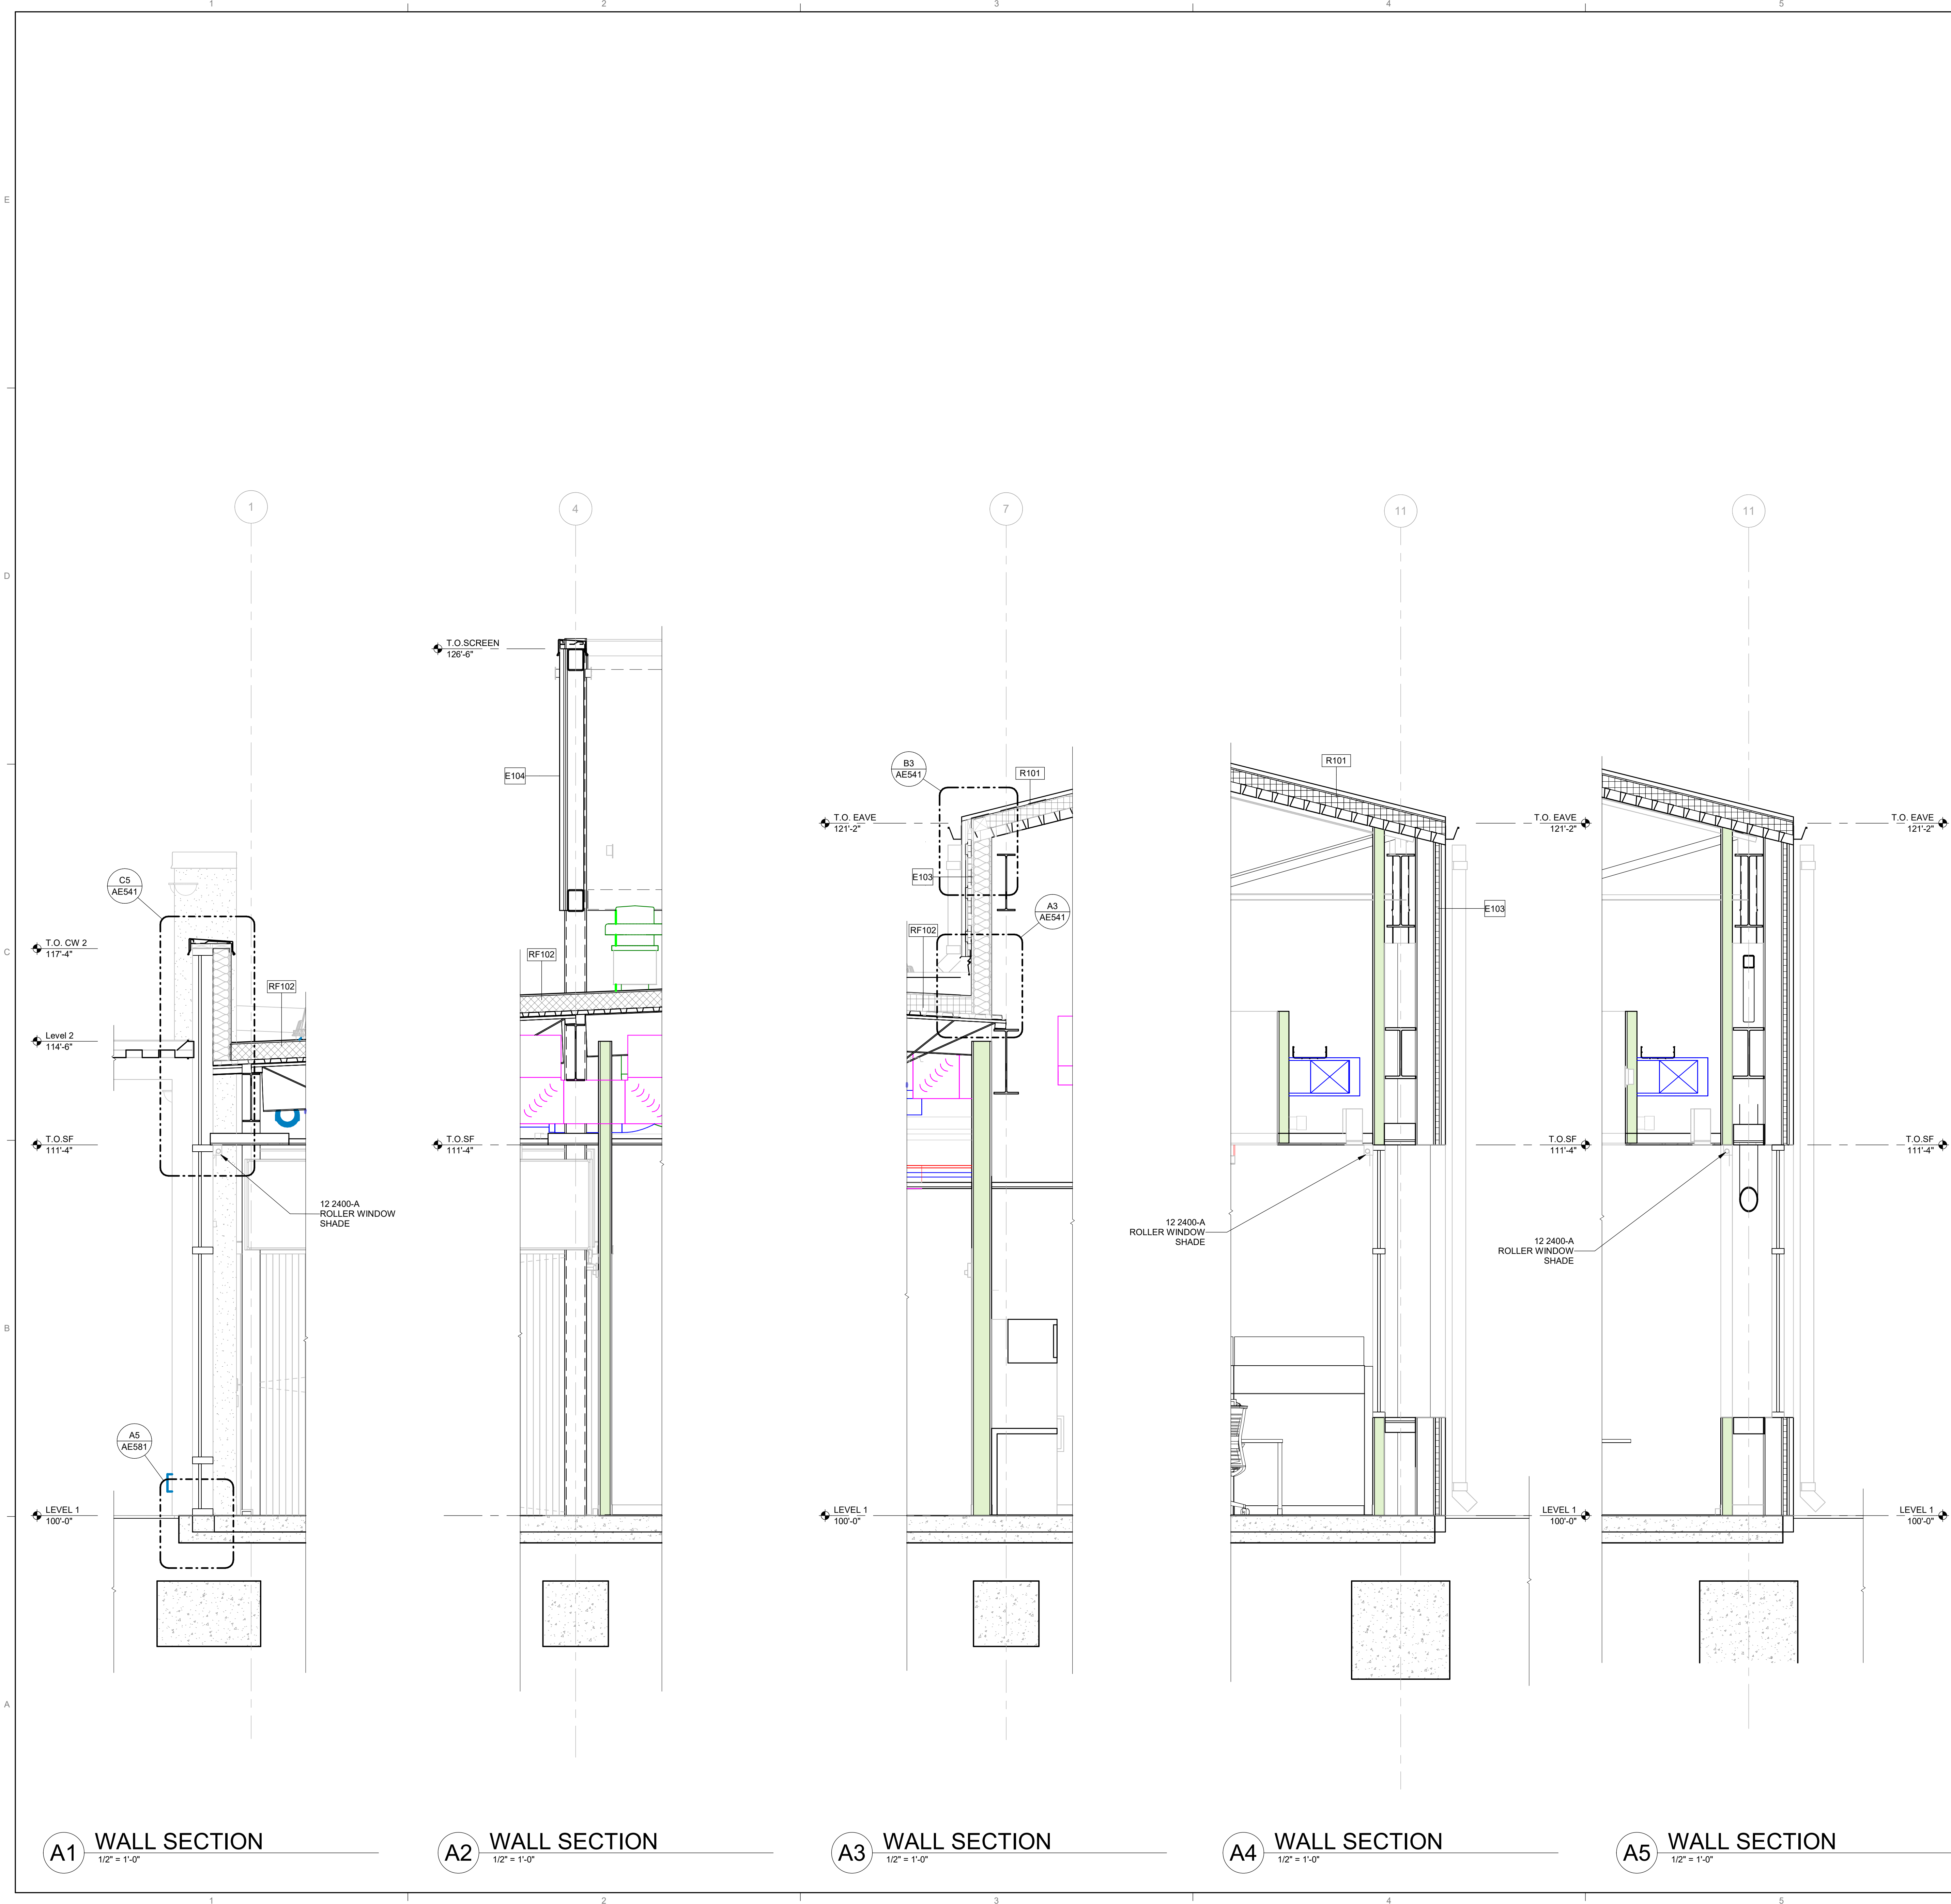 1 2 3 4 5
E
D
C
B
A
1
C5
AE541
T.O. CW 2
117'-4"
RF102
Level 2
114'-6"
T.O.SF
111'-4"
12 2400-A
ROLLER WINDOW
SHADE
A5
AE581
LEVEL 1
100'-0"
A1 WALL SECTION
1/2" = 1'-0"
4
T.O.SCREEN
126'-6"
E104
RF102
T.O.SF
111'-4"
A2 WALL SECTION
1/2" = 1'-0"
7
B3
AE541
R101
T.O. EAVE
121'-2"
E103
A3
AE541
RF102
LEVEL 1
100'-0"
A3 WALL SECTION
1/2" = 1'-0"
11
R101
T.O. EAVE
121'-2"
E103
T.O.SF
111'-4"
12 2400-A
ROLLER WINDOW
SHADE
LEVEL 1
100'-0"
A4 WALL SECTION
1/2" = 1'-0"
11
T.O. EAVE
121'-2"
T.O.SF
111'-4"
12 2400-A
ROLLER WINDOW
SHADE
LEVEL 1
100'-0"
A5 WALL SECTION
1/2" = 1'-0"
1 2 3 4 5